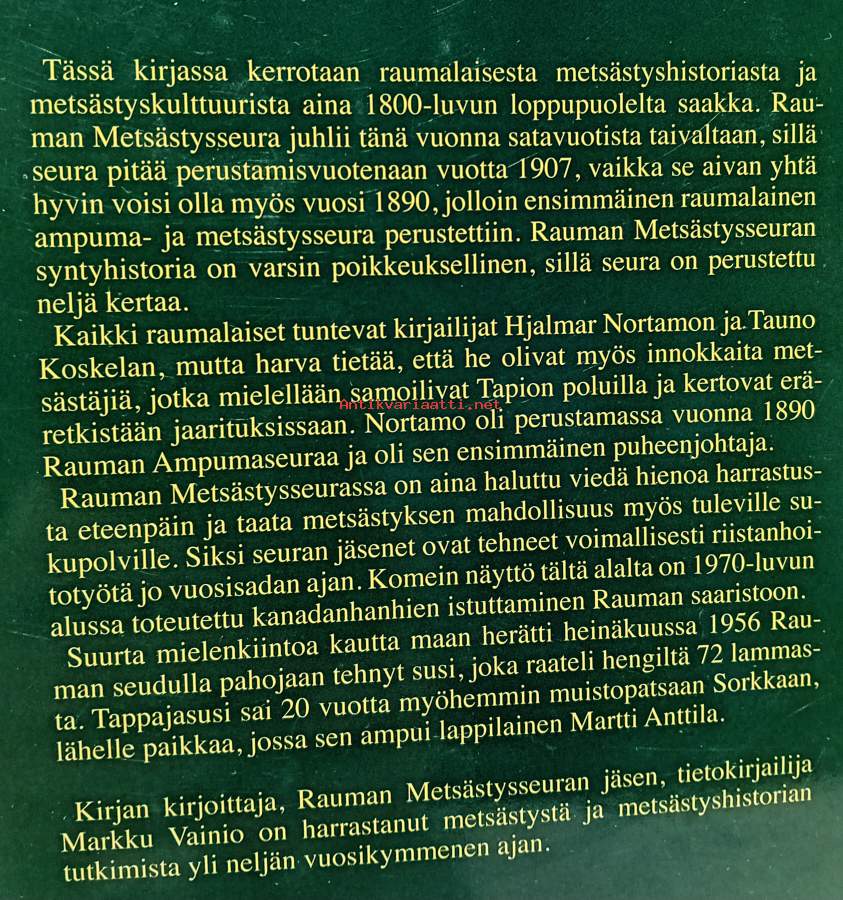 Tässä kirjassa kerrotaan raumalaisesta metsästyshistoriasta ja
metsästyskulttuurista aina 1800-luvun loppupuolelta saakka. Rau-
man Metsästysseura juhlii tänä vuonna satavuotista taivaltaan, sillä
seura pitää perustamisvuotenaan vuotta 1907, vaikka se aivan yhtä
hyvin voisi olla myös vuosi 1890, jolloin ensimmäinen raumalainen
ampuma- ja metsästysseura perustettiin. Rauman Metsästysseuran
syntyhistoria on varsin poikkeuksellinen, sillä seura on perustettu
neljä kertaa.
Kaikki raumalaiset tuntevat kirjailijat Hjalmar Nortamon ja Tauno
Koskelan, mutta harva tietää, että he olivat myös innokkaita met-
sästäjiä, jotka mielellään samoilivat Tapion poluilla ja kertovat erä-
Antikvariaatti.net
retkistään jaarituksissaan. Nortamo oli perustamassa vuonna 1890
Rauman Ampumaseuraa ja oli sen ensimmäinen puheenjohtaja.
Rauman Metsästysseurassa on aina haluttu viedä hienoa harrastus-
ta eteenpäin ja taata metsästyksen mahdollisuus myös tuleville su-
kupolville. Siksi seuran jäsenet ovat tehneet voimallisesti riistanhoi-
totyötä jo vuosisadan ajan. Komein näyttö tältä alalta on 1970-luvun
alussa toteutettu kanadanhanhien istuttaminen Rauman saaristoon.
Suurta mielenkiintoa kautta maan herätti heinäkuussa 1956 Rau-
man seudulla pahojaan tehnyt susi, joka raateli hengiltä 72 lammas-
ta. Tappajasusi sai 20 vuotta myöhemmin muistopatsaan Sorkkaan,
lähelle paikkaa, jossa sen ampui lappilainen Martti Anttila.
Kirjan kirjoittaja, Rauman Metsästysseuran jäsen, tietokirjailija
Markku Vainio on harrastanut metsästystä ja metsästyshistorian
tutkimista yli neljän vuosikymmenen ajan.